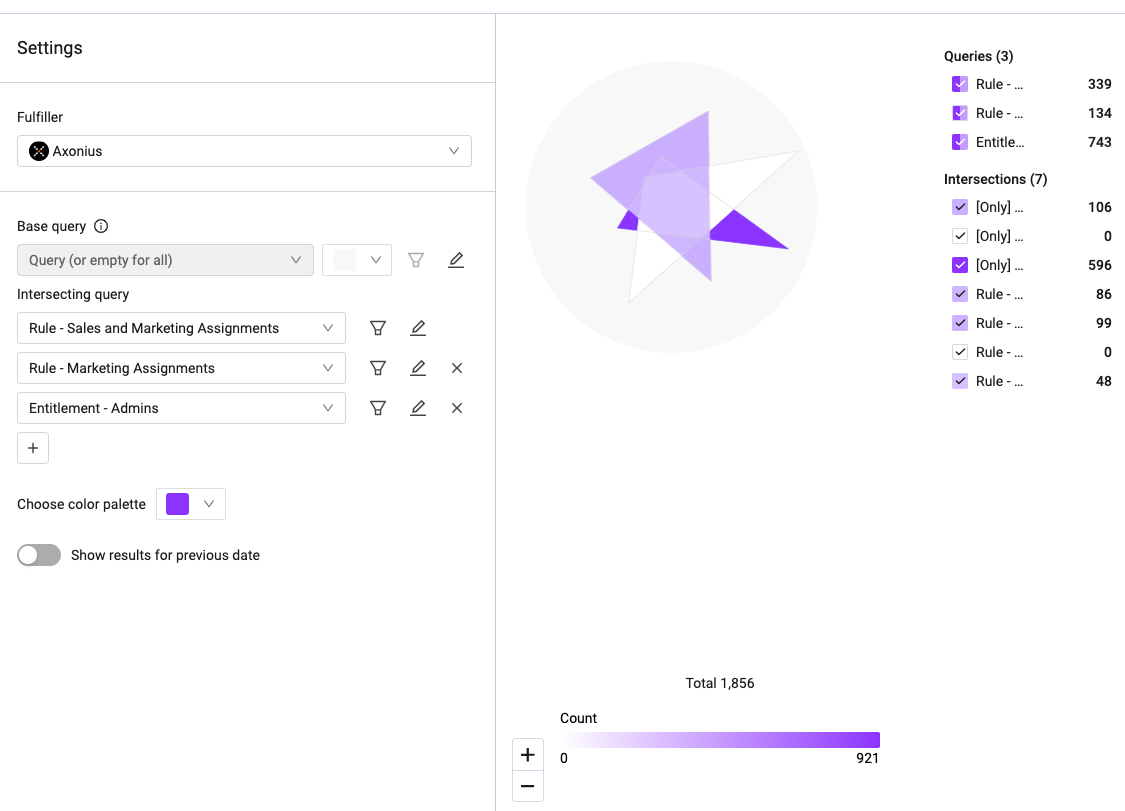 Settings
Fulfiller
Axonius
Base query
Query (or empty for all)
Intersecting query
Rule - Sales and Marketing Assignments
Rule - Marketing Assignments
Entitlement - Admins
Choose color palette
Show results for previous date
Queries (3)
Rule - ... 339
Rule - ... 134
Entitle... 743
Intersections (7)
[Only] ... 106
[Only] ... 0
[Only] ... 596
Rule - ... 86
Rule - ... 99
Rule - ... 0
Rule - ... 48
Total 1,856
Count
0 921